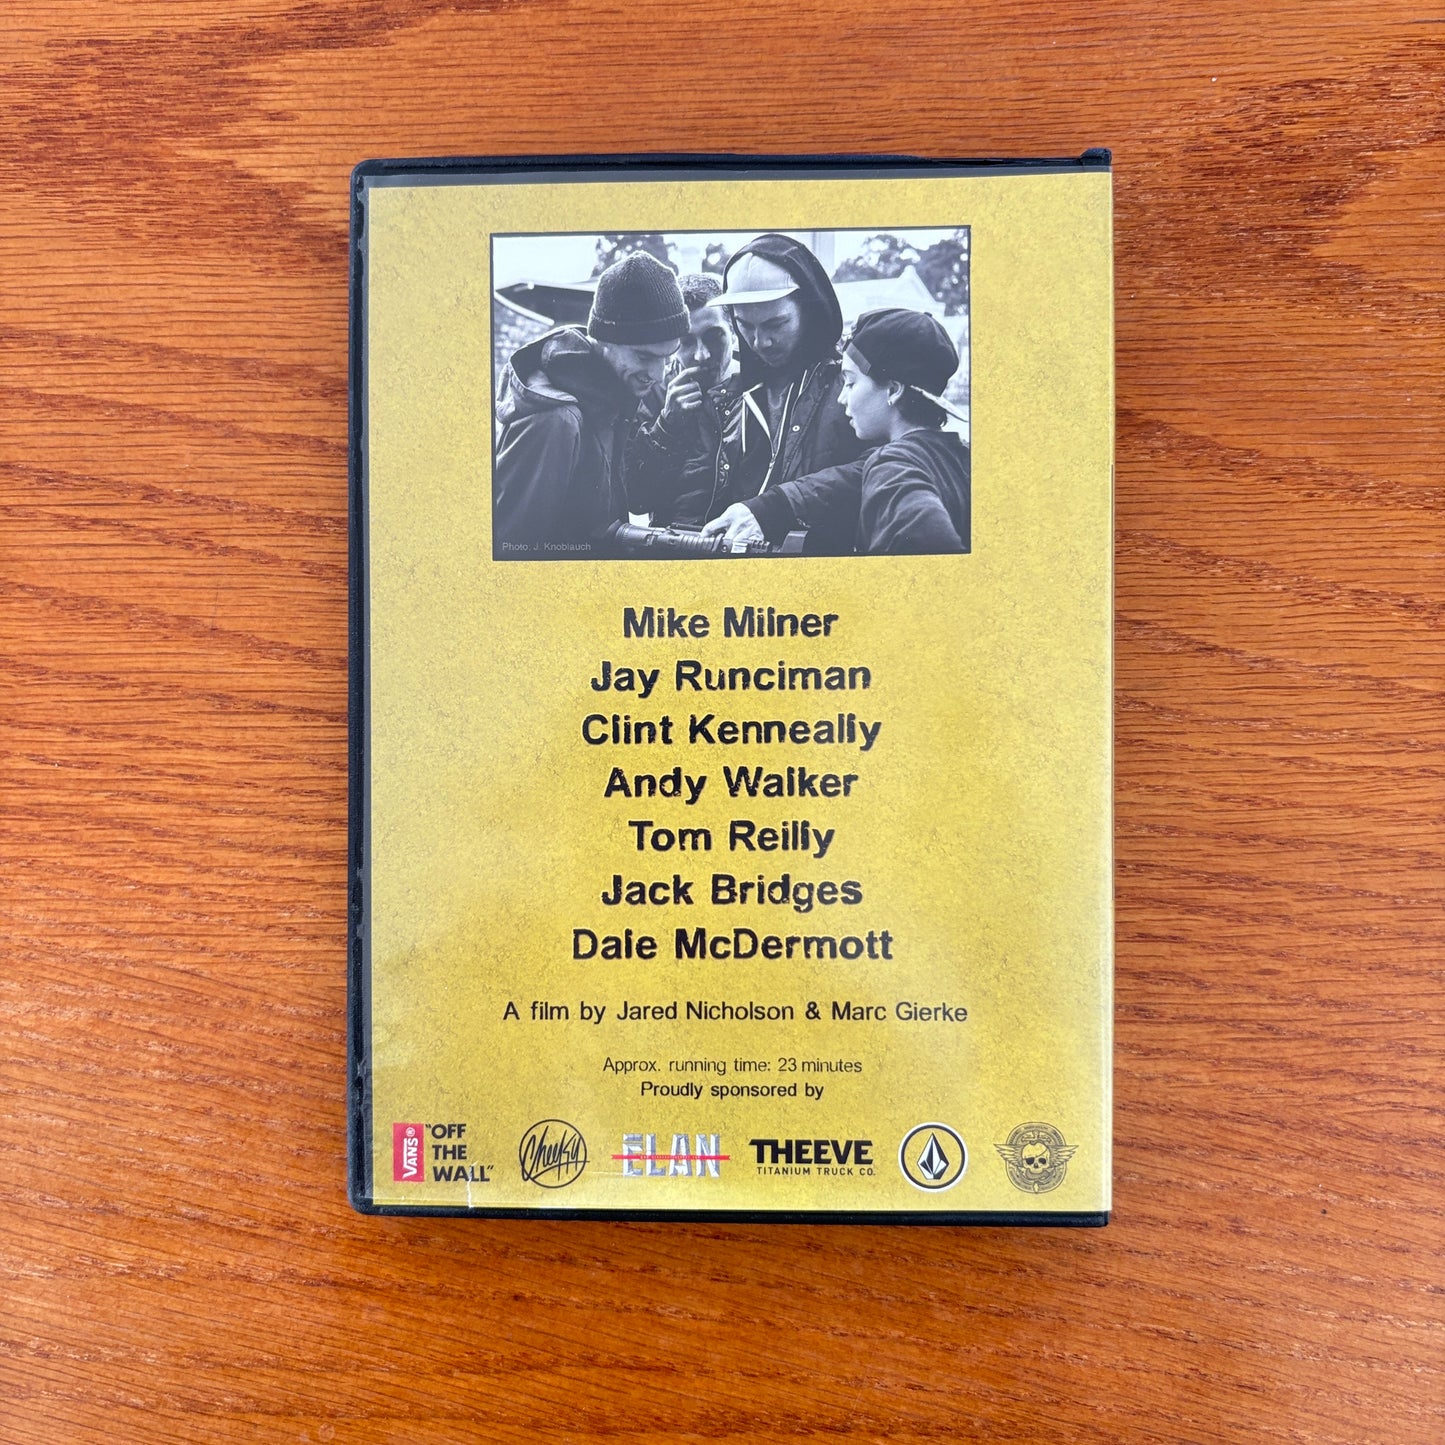 Photo: J. Knoblauch
Mike Milner
Jay Runciman
Clint Kenneally
Andy Walker
Tom Reilly
Jack Bridges
Dale McDermott
A film by Jared Nicholson & Marc Gierke
Approx. running time: 23 minutes
Proudly sponsored by
VANS®
"OFF
THE
WALL"
Cheeky
ELAN
THEEVE
TITANIUM TRUCK CO.